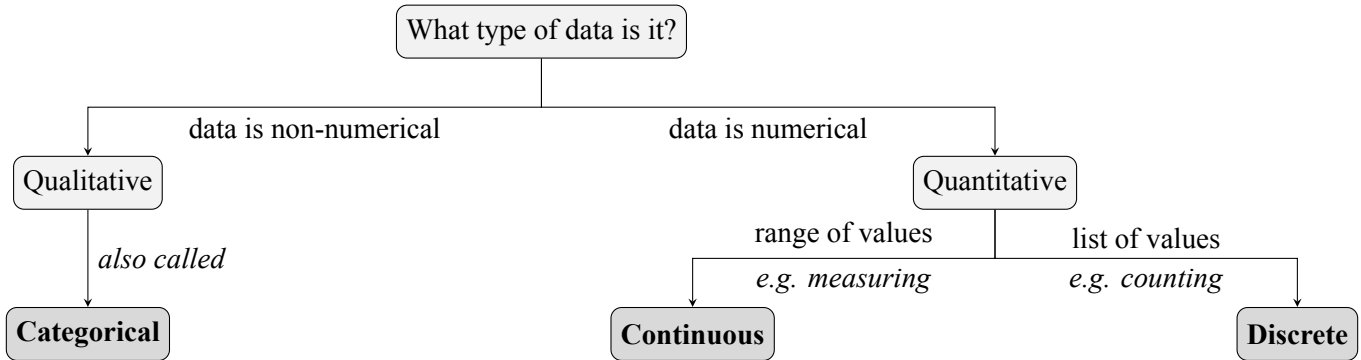 What type of data is it?
data is non-numerical
data is numerical
Qualitative
Quantitative
also called
range of values
e.g. measuring
list of values
e.g. counting
Categorical
Continuous
Discrete